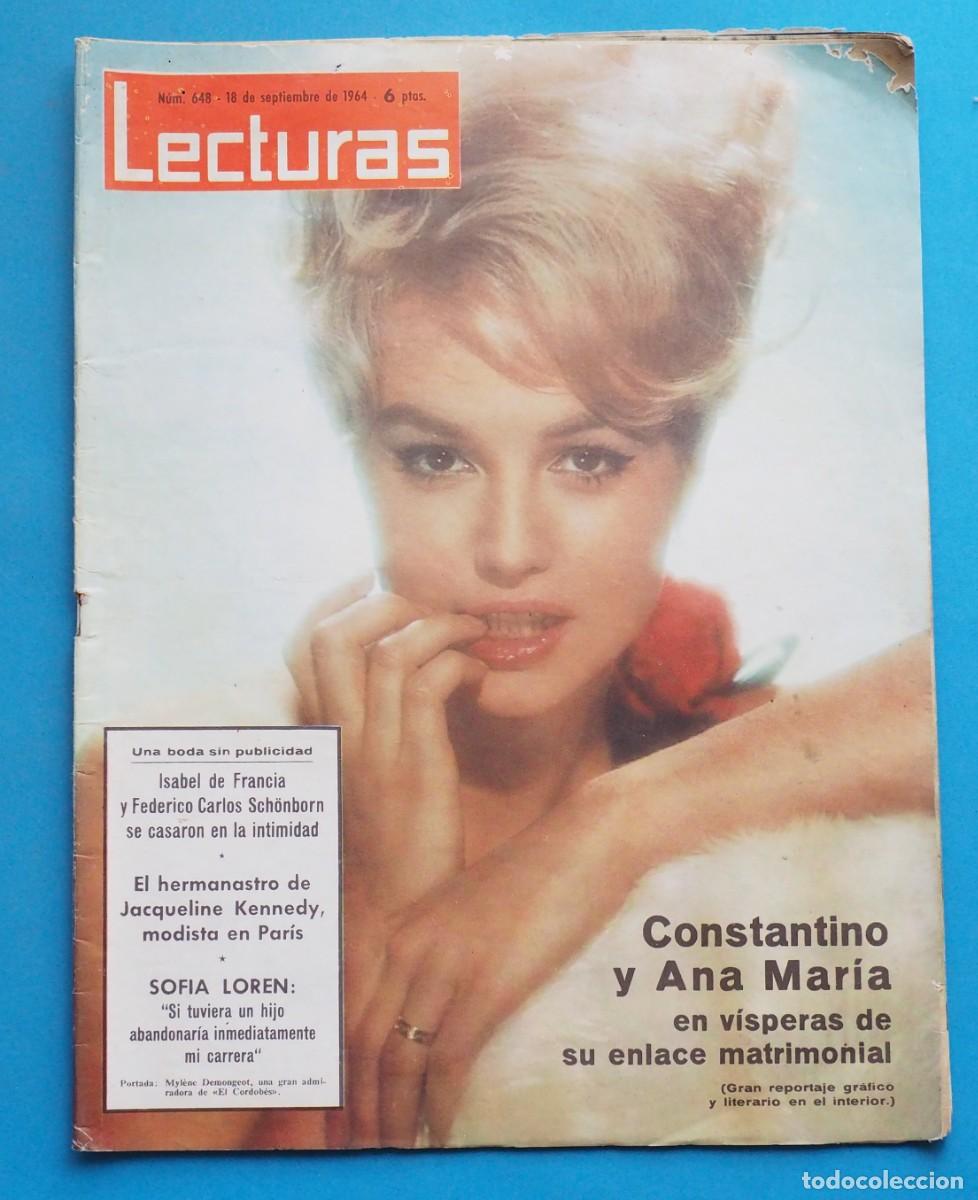 Núm. 648 - 18 de septiembre de 1964 - 6 ptas.
Lecturas
Una boda sin publicidad
Isabel de Francia
y Federico Carlos Schönborn
se casaron en la intimidad
★
El hermanastro de
Jacqueline Kennedy,
modista en París
★
SOFIA LOREN:
"Si tuviera un hijo
abandonaría inmediatamente
mi carrera"
Portada: Mylène Demongeot, una gran admi-
radora de «El Cordobés».
Constantino
y Ana María
en vísperas de
su enlace matrimonial
(Gran reportaje gráfico
y literario en el interior.)
todocoleccion